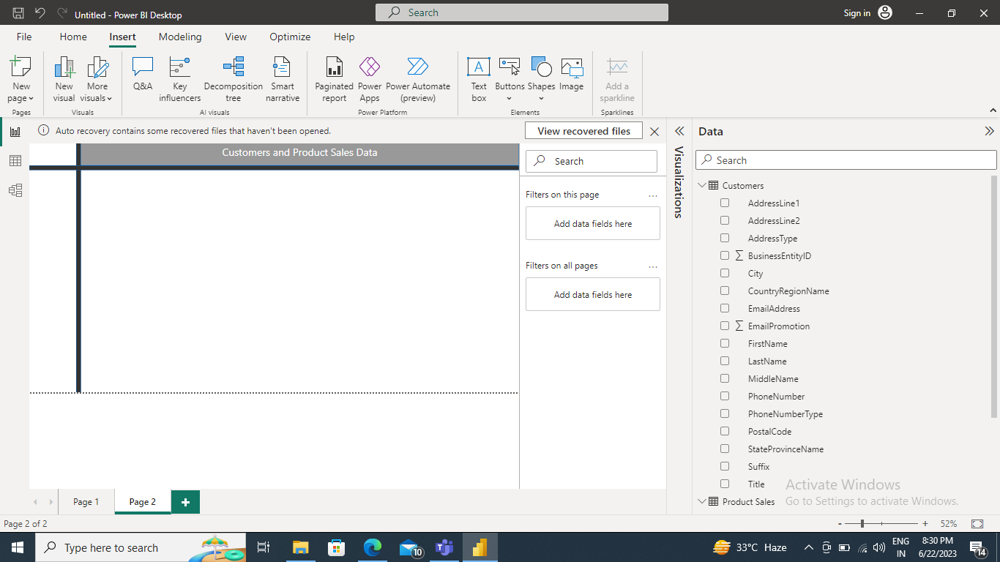 Untitled - Power BI Desktop
Search
Sign in
File Home Insert Modeling View Optimize Help
New page
New visual
More visuals
Q&A
Key influencers
Decomposition tree
Smart narrative
Paginated report
Power Apps
Power Automate (preview)
Text box
Buttons
Shapes
Image
Add a sparkline
Pages Visuals AI visuals Power Platform Elements Sparklines
Auto recovery contains some recovered files that haven't been opened.
View recovered files
Customers and Product Sales Data
Search
Filters on this page ...
Add data fields here
Filters on all pages ...
Add data fields here
Visualizations
Data
Search
Customers
AddressLine1
AddressLine2
AddressType
BusinessEntityID
City
CountryRegionName
EmailAddress
EmailPromotion
FirstName
LastName
MiddleName
PhoneNumber
PhoneNumberType
PostalCode
StateProvinceName
Suffix
Title
Product Sales
Activate Windows
Go to Settings to activate Windows.
Page 1 Page 2 +
Page 2 of 2
- + 52%
Type here to search
10
33°C Haze
ENG
IN
8:30 PM
6/22/2023
14